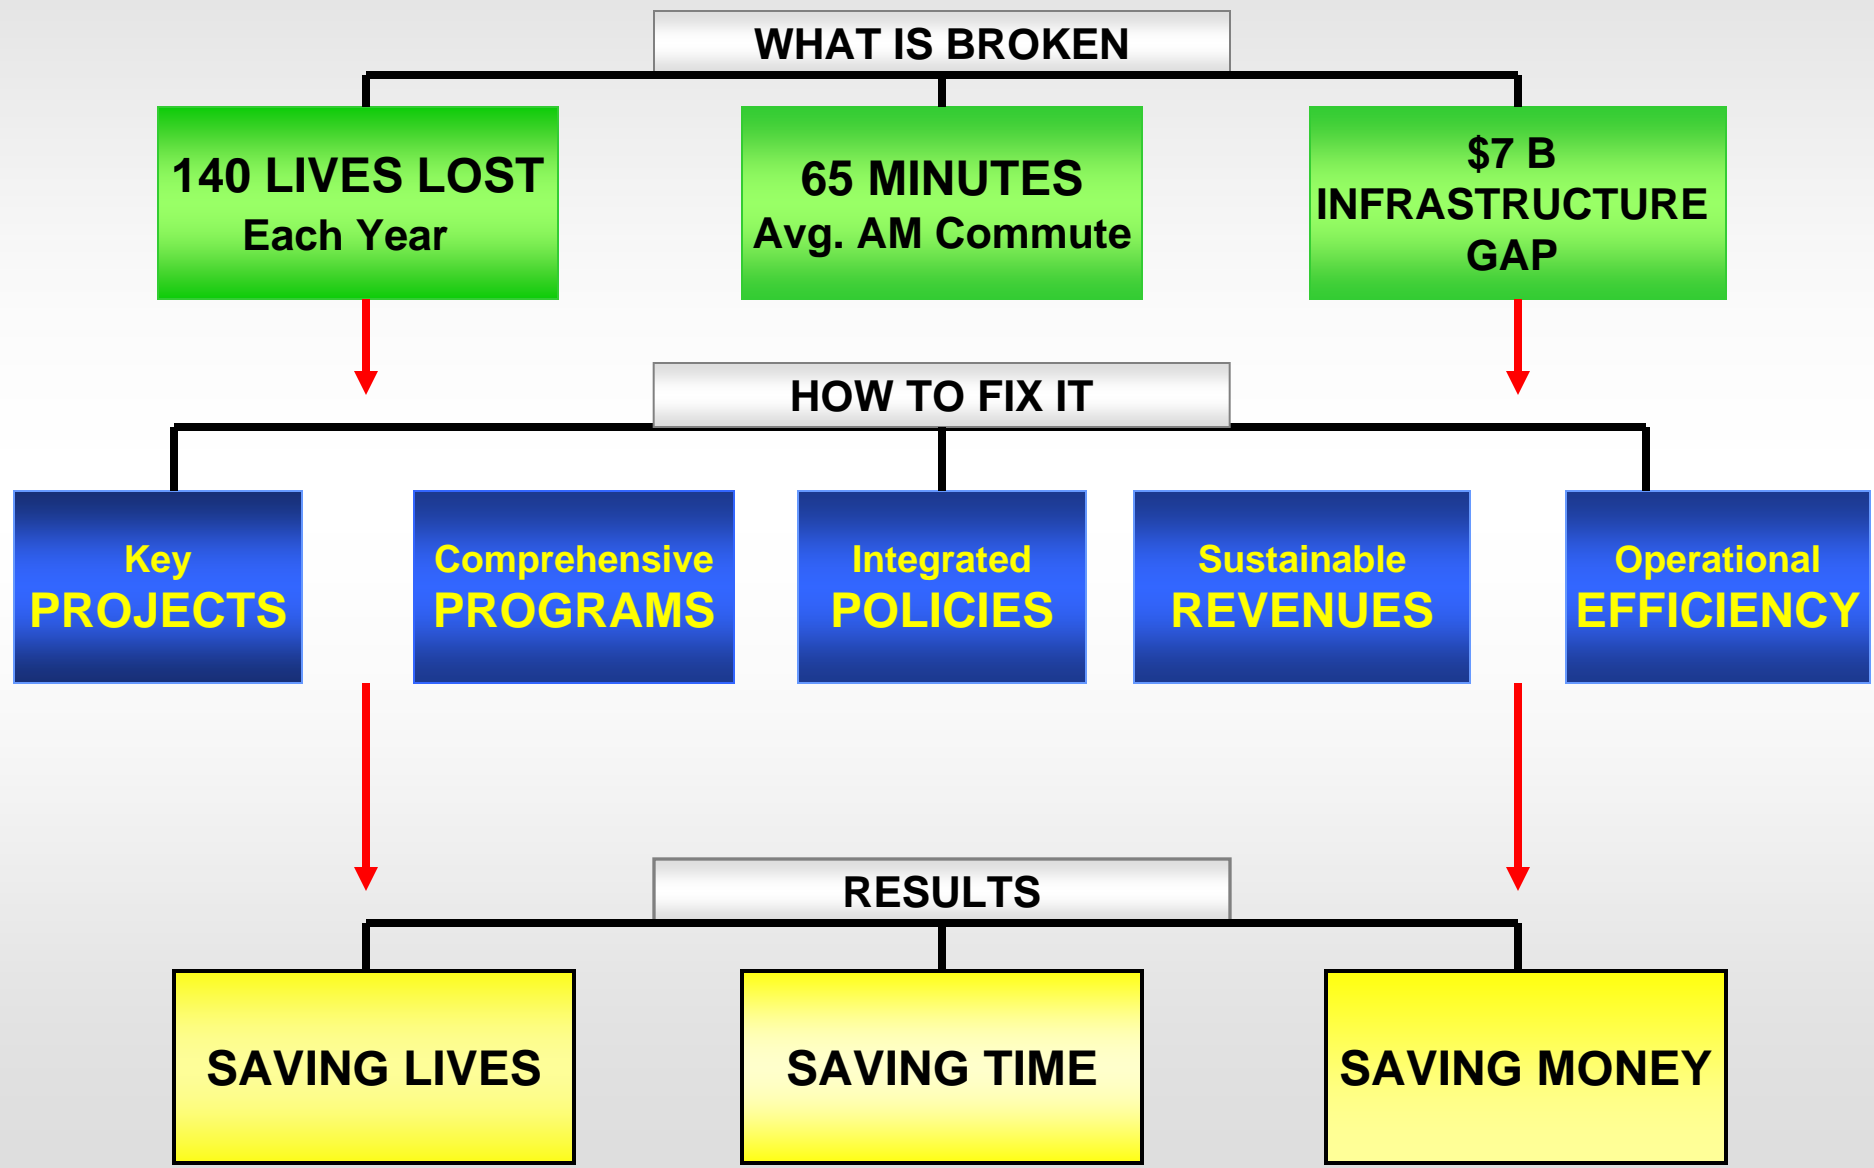 WHAT IS BROKEN
140 LIVES LOST
Each Year
65 MINUTES
Avg. AM Commute
$7 B
INFRASTRUCTURE
GAP
HOW TO FIX IT
Key
PROJECTS
Comprehensive
PROGRAMS
Integrated
POLICIES
Sustainable
REVENUES
Operational
EFFICIENCY
RESULTS
SAVING LIVES
SAVING TIME
SAVING MONEY